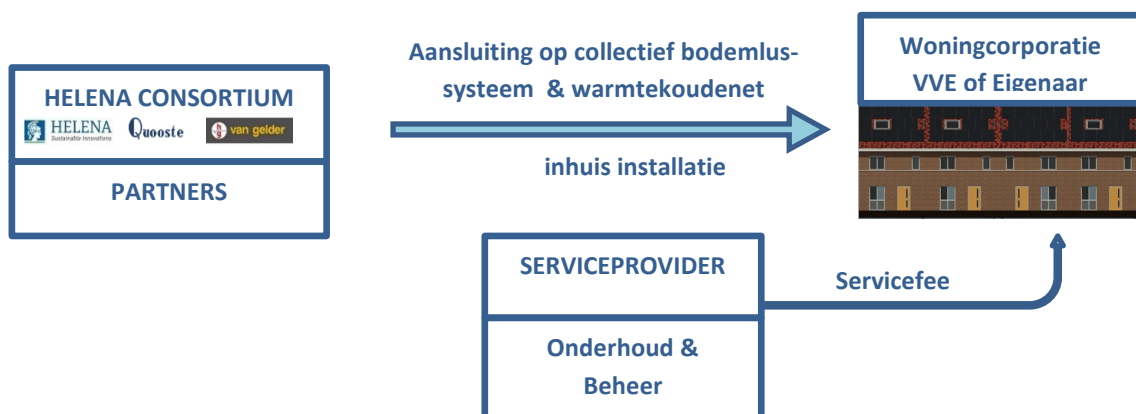 HELENA CONSORTIUM
HELENA
Sustainable Innovations
Quooste
van gelder
PARTNERS
Aansluiting op collectief bodemlus-
systeem & warmtekoudenet
inhuis installatie
Woningcorporatie
VVE of Eigenaar
SERVICEPROVIDER
Onderhoud &
Beheer
Servicefee